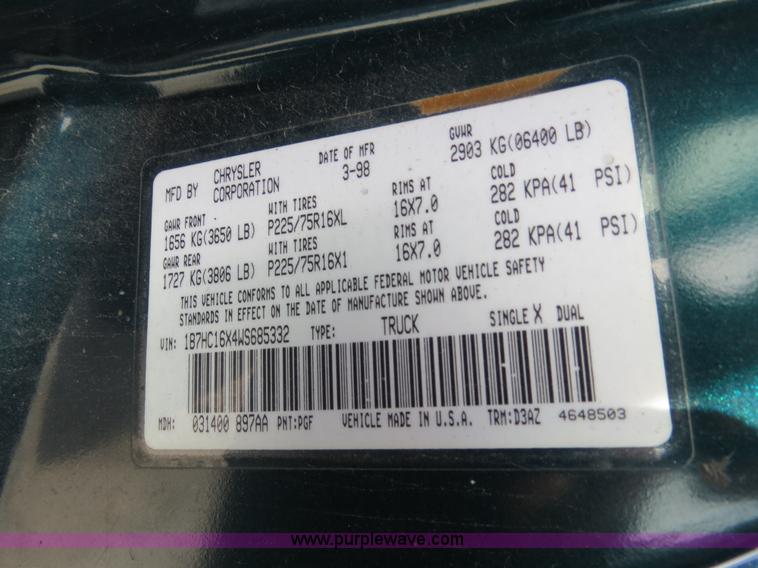 MFD BY CHRYSLER CORPORATION DATE OF MFR 3-98 GVWR 2903 KG(06400 LB)
GAWR FRONT WITH TIRES RIMS AT COLD
1656 KG(3650 LB) P225/75R16XL 16X7.0 282 KPA(41 PSI)
GAWR REAR WITH TIRES RIMS AT COLD
1727 KG(3806 LB) P225/75R16X1 16X7.0 282 KPA(41 PSI)
THIS VEHICLE CONFORMS TO ALL APPLICABLE FEDERAL MOTOR VEHICLE SAFETY
STANDARDS IN EFFECT ON THE DATE OF MANUFACTURE SHOWN ABOVE.
VIN: 1B7HC16X4WS685332 TYPE: TRUCK SINGLE X DUAL
MDH: 031400 897AA PNT:PGF VEHICLE MADE IN U.S.A. TRM:D3AZ 4648503
www.purplewave.com